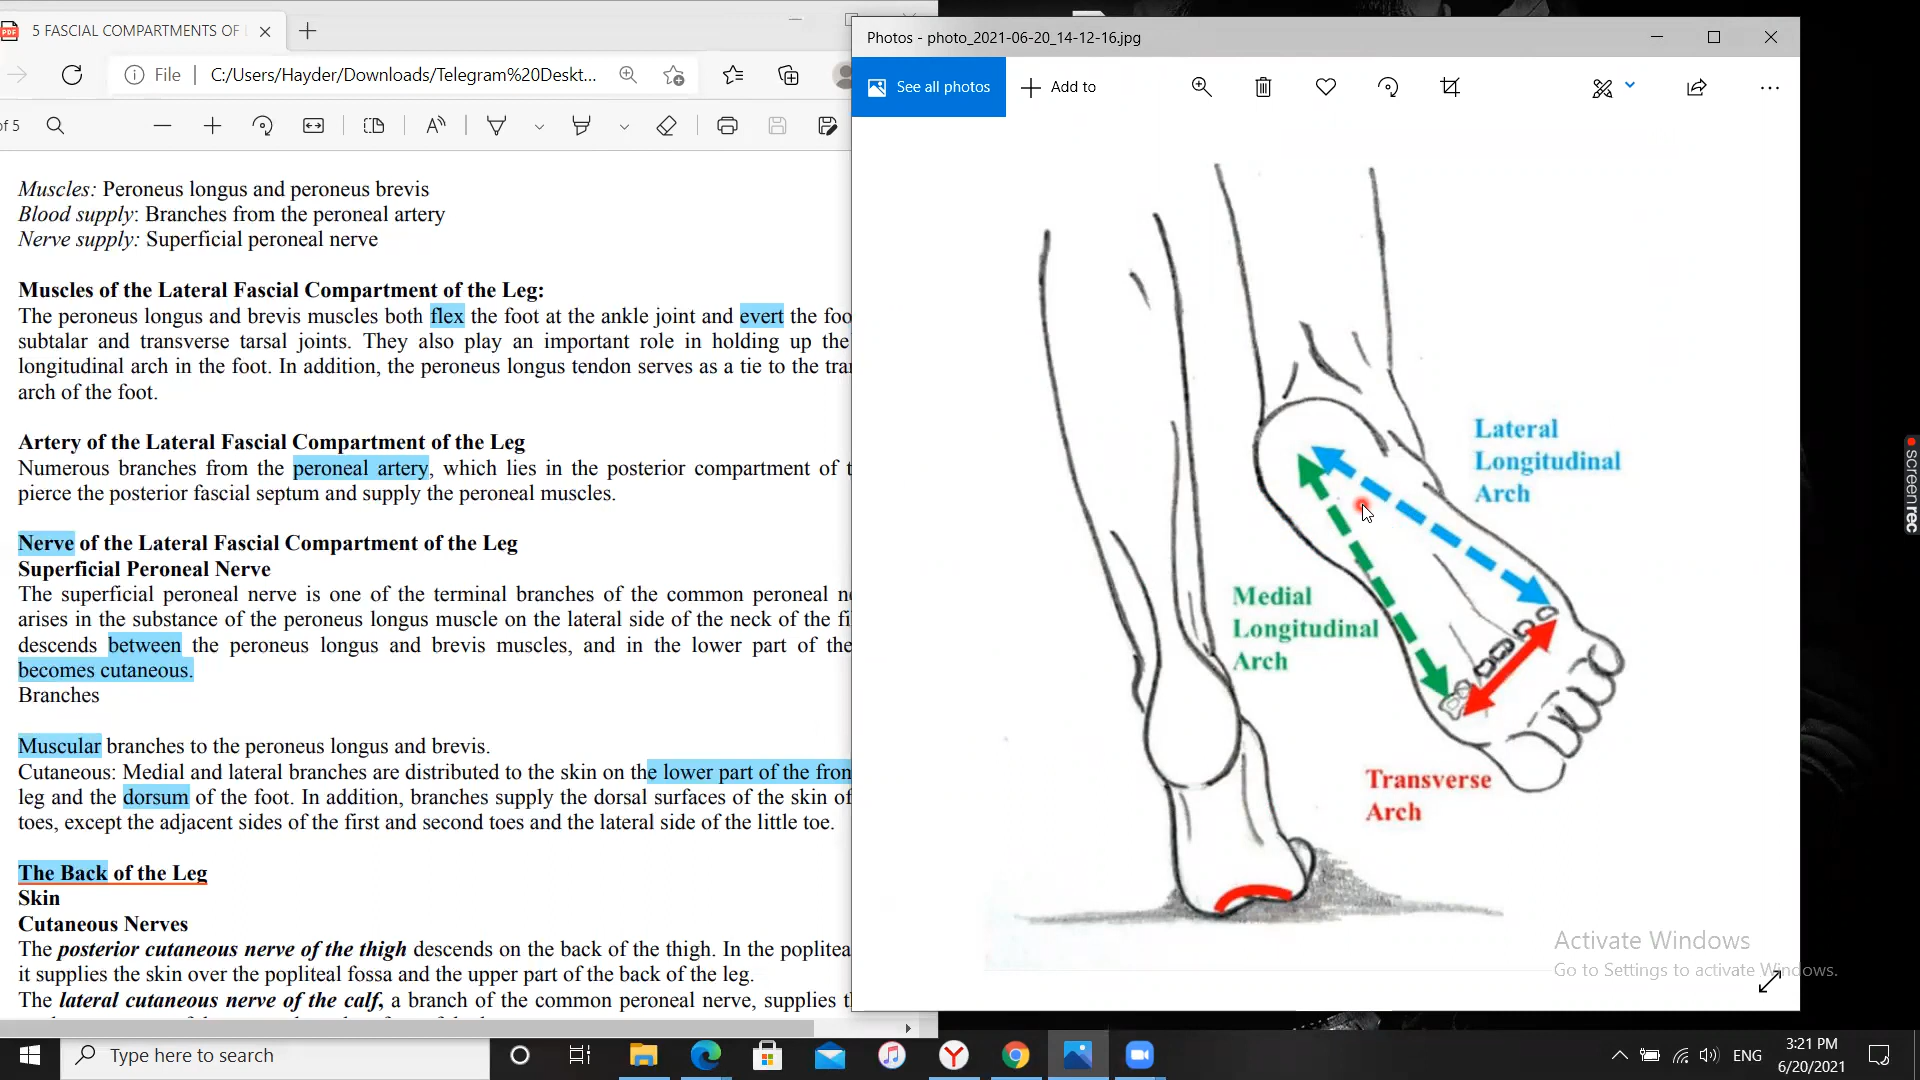 5 FASCIAL COMPARTMENTS OF
File
C:/Users/Hayder/Downloads/Telegram%20Deskt...
of 5
Muscles: Peroneus longus and peroneus brevis
Blood supply: Branches from the peroneal artery
Nerve supply: Superficial peroneal nerve
Muscles of the Lateral Fascial Compartment of the Leg:
The peroneus longus and brevis muscles both flex the foot at the ankle joint and evert the foo
subtalar and transverse tarsal joints. They also play an important role in holding up the
longitudinal arch in the foot. In addition, the peroneus longus tendon serves as a tie to the tra
arch of the foot.
Artery of the Lateral Fascial Compartment of the Leg
Numerous branches from the peroneal artery, which lies in the posterior compartment of t
pierce the posterior fascial septum and supply the peroneal muscles.
Nerve of the Lateral Fascial Compartment of the Leg
Superficial Peroneal Nerve
The superficial peroneal nerve is one of the terminal branches of the common peroneal n
arises in the substance of the peroneus longus muscle on the lateral side of the neck of the fi
descends between the peroneus longus and brevis muscles, and in the lower part of the
becomes cutaneous.
Branches
Muscular branches to the peroneus longus and brevis.
Cutaneous: Medial and lateral branches are distributed to the skin on the lower part of the fron
leg and the dorsum of the foot. In addition, branches supply the dorsal surfaces of the skin of
toes, except the adjacent sides of the first and second toes and the lateral side of the little toe.
The Back of the Leg
Skin
Cutaneous Nerves
The posterior cutaneous nerve of the thigh descends on the back of the thigh. In the poplitea
it supplies the skin over the popliteal fossa and the upper part of the back of the leg.
The lateral cutaneous nerve of the calf, a branch of the common peroneal nerve, supplies t
Photos - photo_2021-06-20_14-12-16.jpg
See all photos
Add to
Lateral
Longitudinal
Arch
Medial
Longitudinal
Arch
Transverse
Arch
Activate Windows
Go to Settings to activate Windows.
screenrec
Type here to search
ENG
3:21 PM
6/20/2021